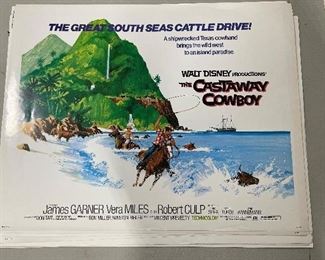 THE GREAT SOUTH SEAS CATTLE DRIVE!
A shipwrecked Texas cowhand
brings the wild west
to an island paradise.
WALT DISNEY PRODUCTIONS'
THE CASTAWAY
COWBOY
James GARNER Vera MILES Robert CULP
TECHNICOLOR